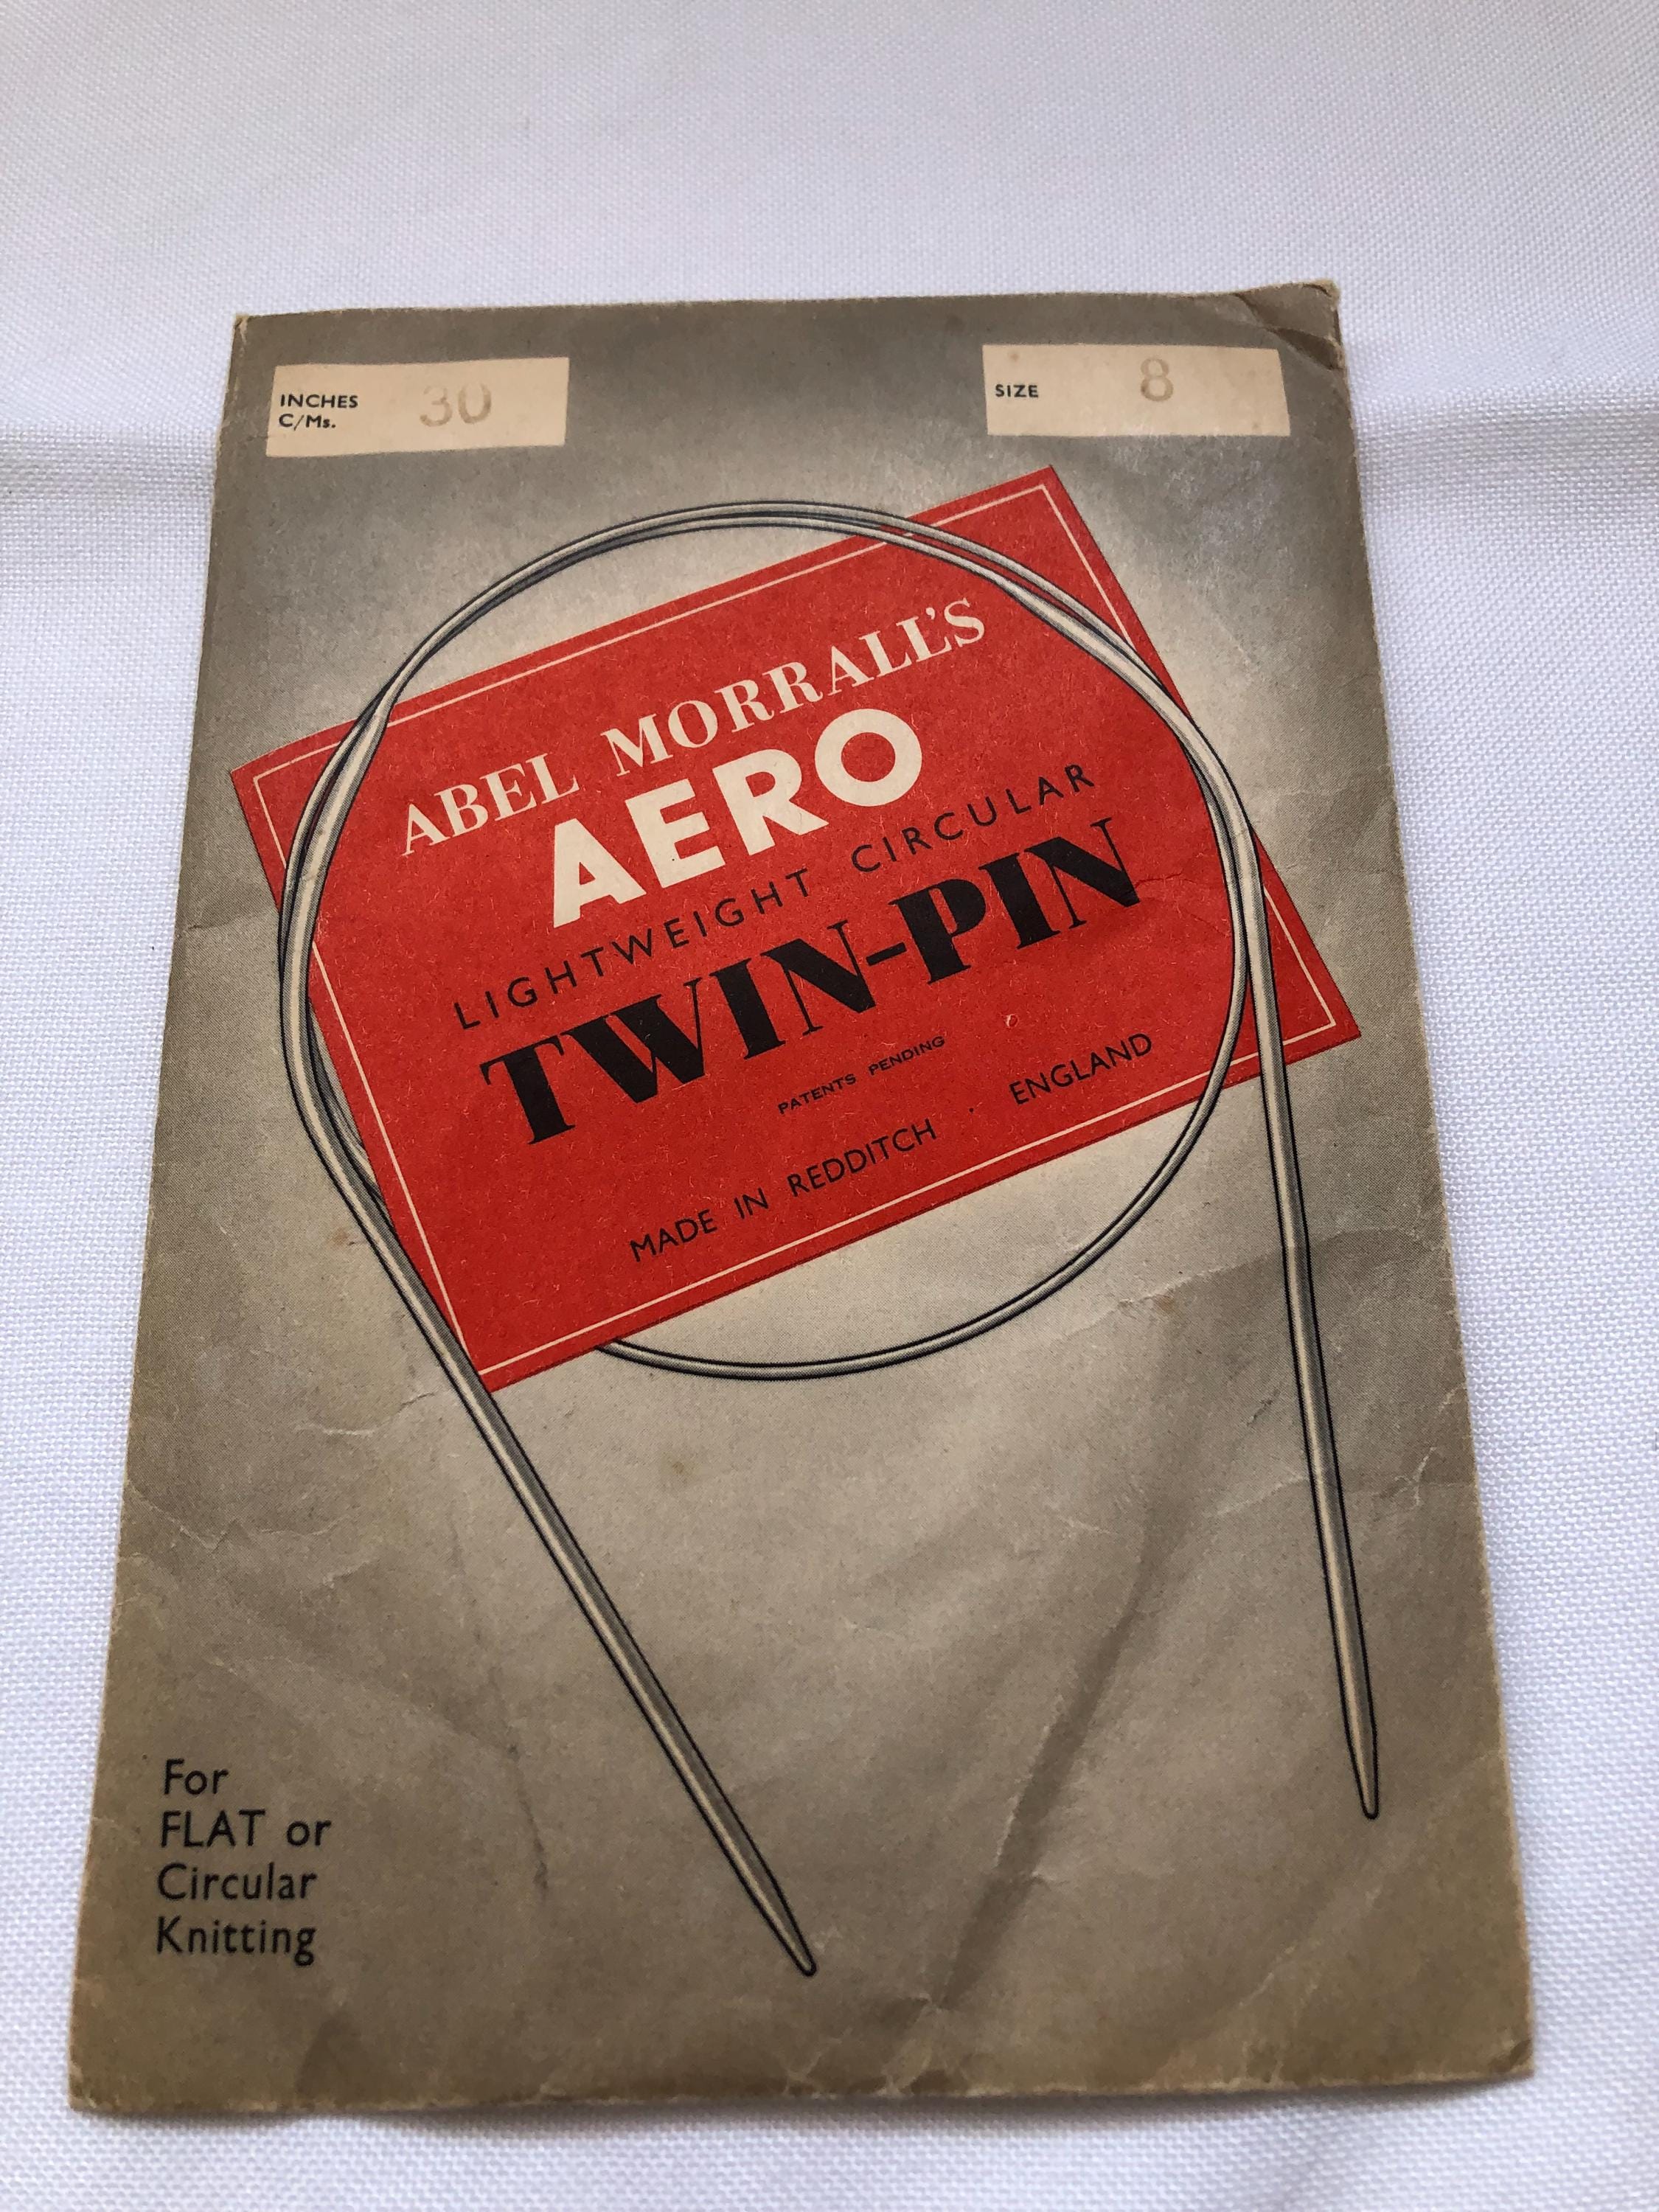 INCHES 30
C/Ms.
SIZE 8
ABEL MORRALL'S
AERO
LIGHTWEIGHT CIRCULAR
TWIN-PIN
PATENTS PENDING
MADE IN REDDITCH · ENGLAND
For
FLAT or
Circular
Knitting